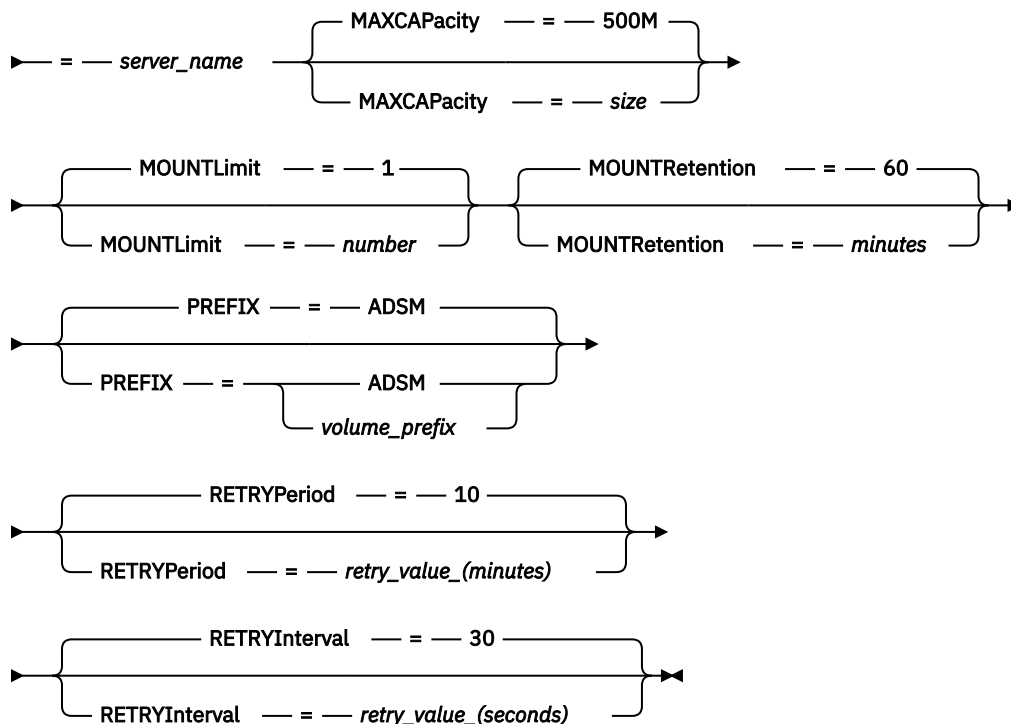 MAXCAPacity = 500M
= server_name
MAXCAPacity = size
MOUNTLimit = 1 MOUNTRetention = 60
MOUNTLimit = number MOUNTRetention = minutes
PREFIX = ADSM
PREFIX = ADSM
volume_prefix
RETRYPeriod = 10
RETRYPeriod = retry_value_(minutes)
RETRYInterval = 30
RETRYInterval = retry_value_(seconds)